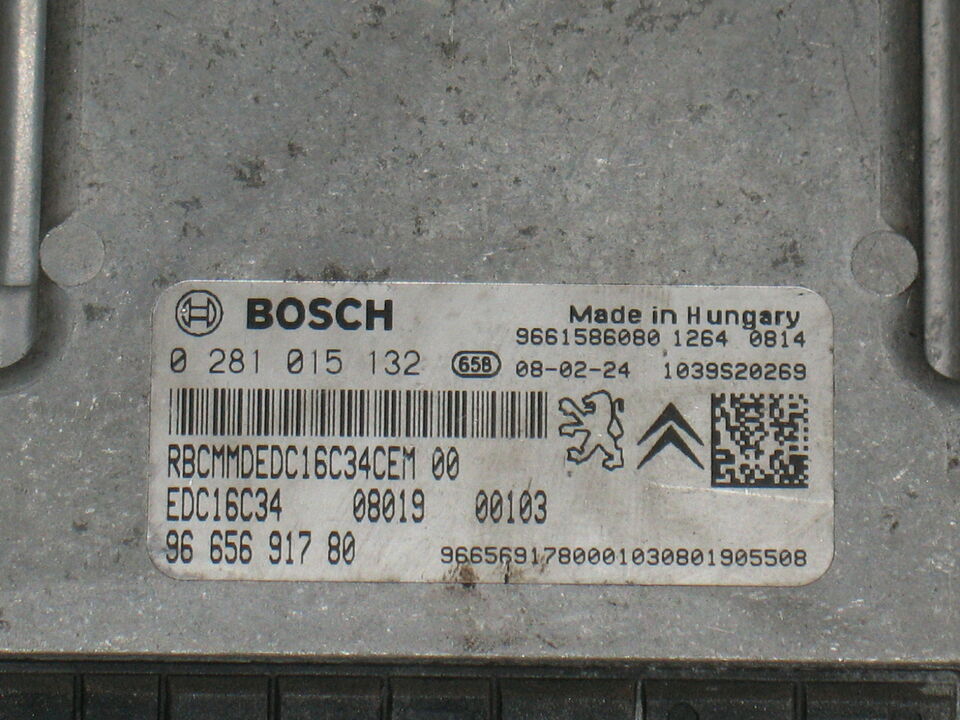 BOSCH
Made in Hungary
9661586080 1264 0814
0 281 015 132 65B 08-02-24 1039S20269
RBCMMDEDC16C34CEM 00
EDC16C34 08019 00103
96 656 917 80
9665691780001030801905508